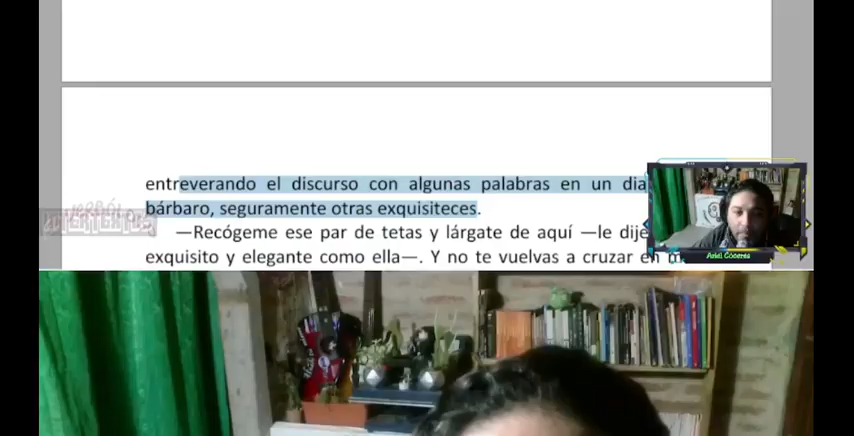 entreverando el discurso con algunas palabras en un dia
bárbaro, seguramente otras exquisiteces.
—Recógeme ese par de tetas y lárgate de aquí —le dije
exquisito y elegante como ella—. Y no te vuelvas a cruzar en m
Ariel Cáceres